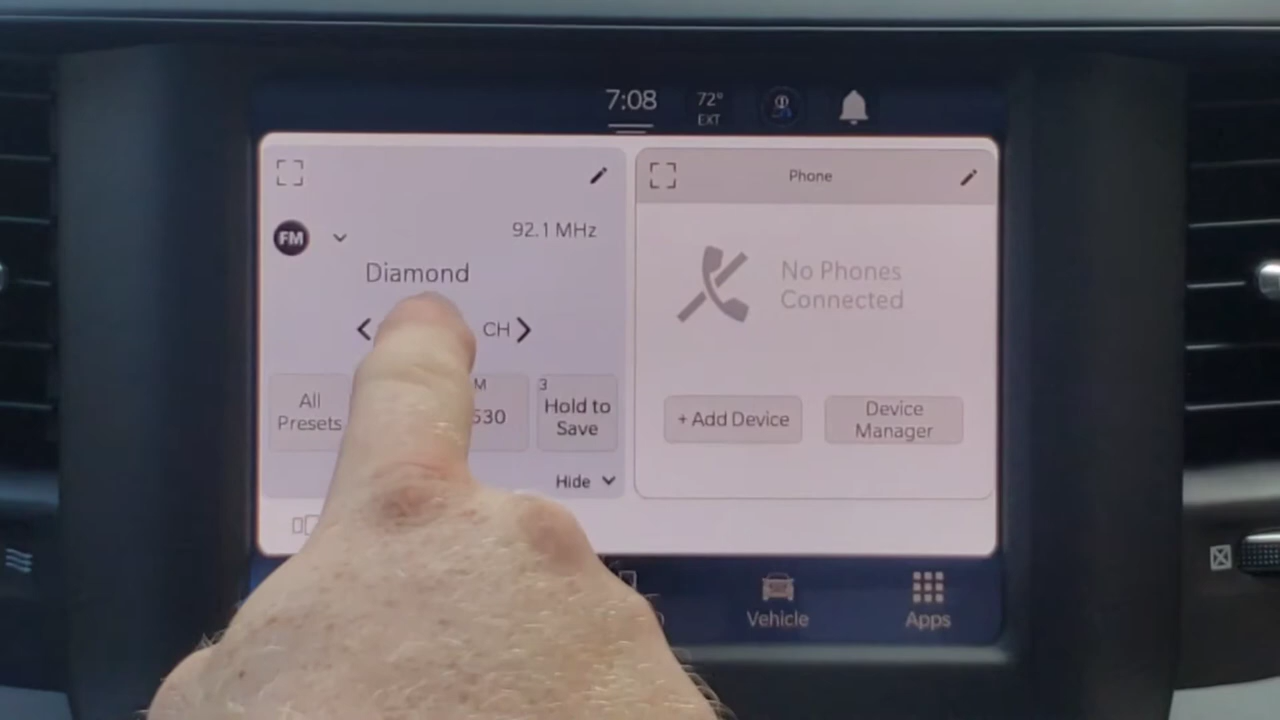 7:08
72°
EXT
Phone
FM
92.1 MHz
Diamond
CH
No Phones
Connected
All
Presets
M
530
3
Hold to
Save
+ Add Device
Device
Manager
Hide
Vehicle
Apps